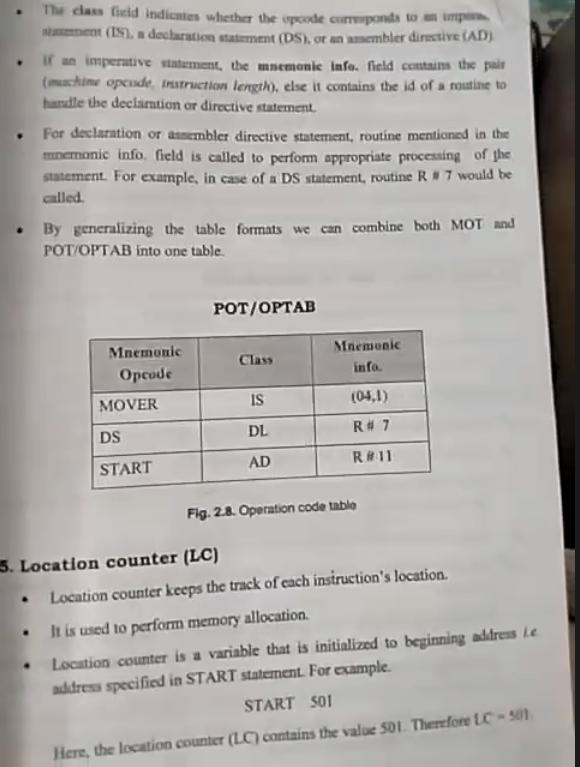 • The class field indicates whether the opcode corresponds to an
statement (IS), a declaration statement (DS), or an assembler directive (AD)
• If an imperative statement, the mnemonic info. field contains the pair
(machine opcode, instruction length), else it contains the id of a routine to
handle the declaration or directive statement.
• For declaration or assembler directive statement, routine mentioned in the
mnemonic info. field is called to perform appropriate processing of the
statement. For example, in case of a DS statement, routine R # 7 would be
called.
• By generalizing the table formats we can combine both MOT and
POT/OPTAB into one table.
POT/OPTAB
Mnemonic Opcode Class Mnemonic info.
MOVER IS (04,1)
DS DL R # 7
START AD R # 11
Fig. 2.8. Operation code table
5. Location counter (LC)
• Location counter keeps the track of each instruction's location.
• It is used to perform memory allocation.
• Location counter is a variable that is initialized to beginning address i.e
address specified in START statement. For example.
START 501
Here, the location counter (LC) contains the value 501. Therefore LC = 501.